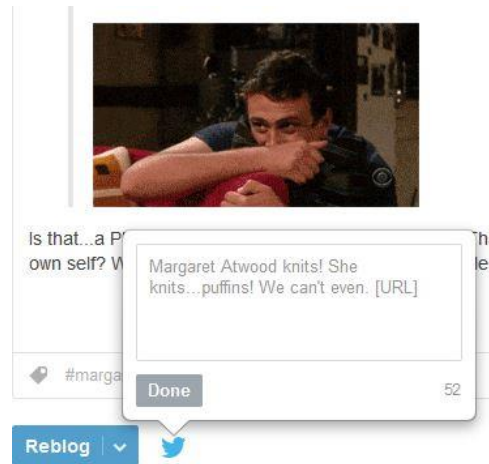 Is that...a P
own self? W
Margaret Atwood knits! She
knits...puffins! We can't even. [URL]
#marga
Done
52
Reblog